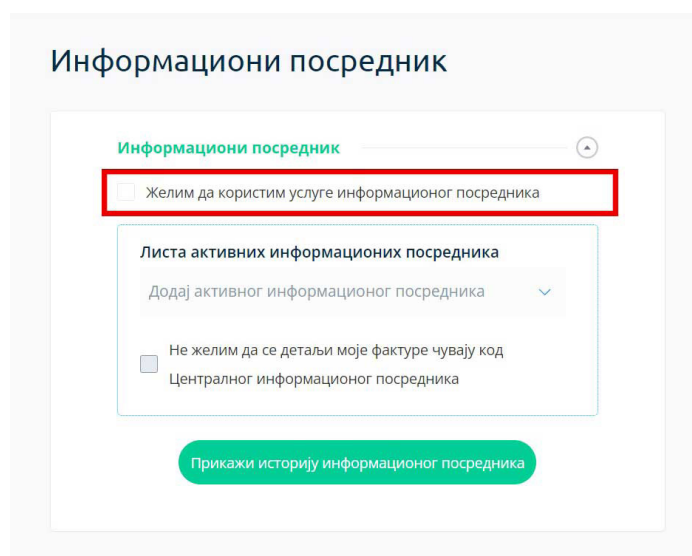 Информациони посредник
Информациони посредник
Желим да користим услуге информационог посредника
Листа активних информационих посредника
Додај активног информационог посредника
Не желим да се детаљи моје фактуре чувају код
Централног информационог посредника
Прикажи историју информационог посредника